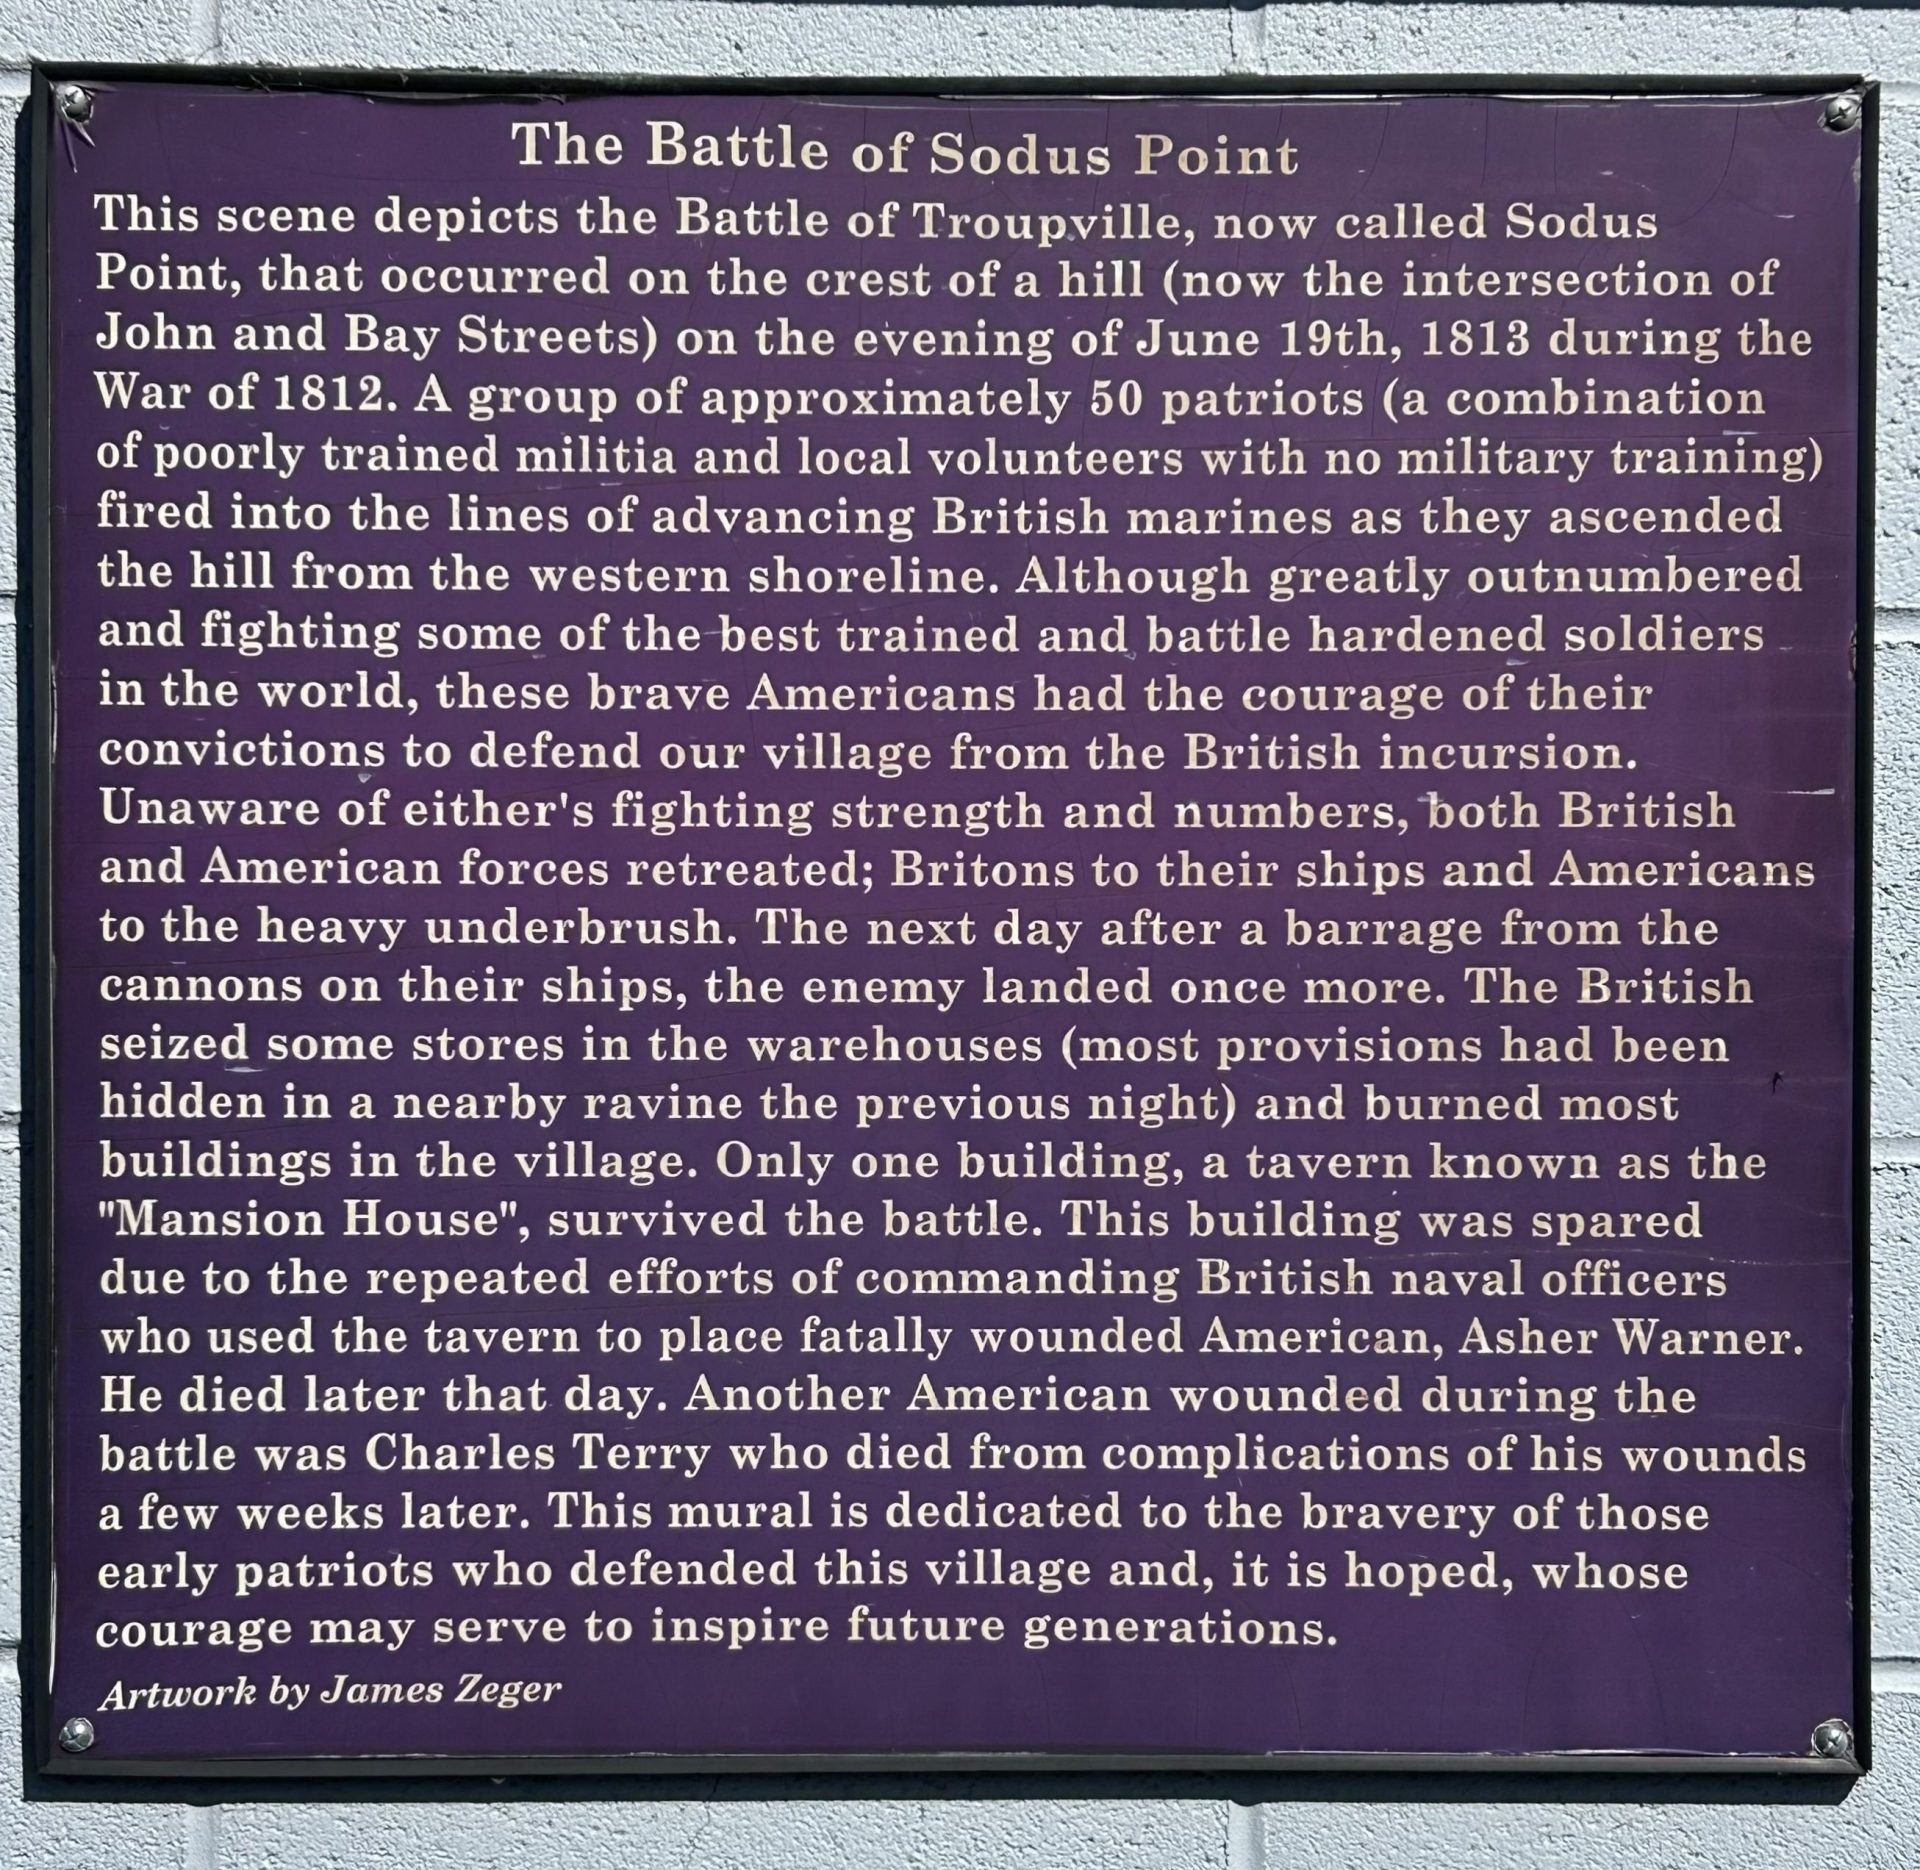 The Battle of Sodus Point
This scene depicts the Battle of Troupville, now called Sodus
Point, that occurred on the crest of a hill (now the intersection of
John and Bay Streets) on the evening of June 19th, 1813 during the
War of 1812. A group of approximately 50 patriots (a combination
of poorly trained militia and local volunteers with no military training)
fired into the lines of advancing British marines as they ascended
the hill from the western shoreline. Although greatly outnumbered
and fighting some of the best trained and battle hardened soldiers
in the world, these brave Americans had the courage of their
convictions to defend our village from the British incursion.
Unaware of either's fighting strength and numbers, both British
and American forces retreated; Britons to their ships and Americans
to the heavy underbrush. The next day after a barrage from the
cannons on their ships, the enemy landed once more. The British
seized some stores in the warehouses (most provisions had been
hidden in a nearby ravine the previous night) and burned most
buildings in the village. Only one building, a tavern known as the
"Mansion House", survived the battle. This building was spared
due to the repeated efforts of commanding British naval officers
who used the tavern to place fatally wounded American, Asher Warner.
He died later that day. Another American wounded during the
battle was Charles Terry who died from complications of his wounds
a few weeks later. This mural is dedicated to the bravery of those
early patriots who defended this village and, it is hoped, whose
courage may serve to inspire future generations.
Artwork by James Zeger